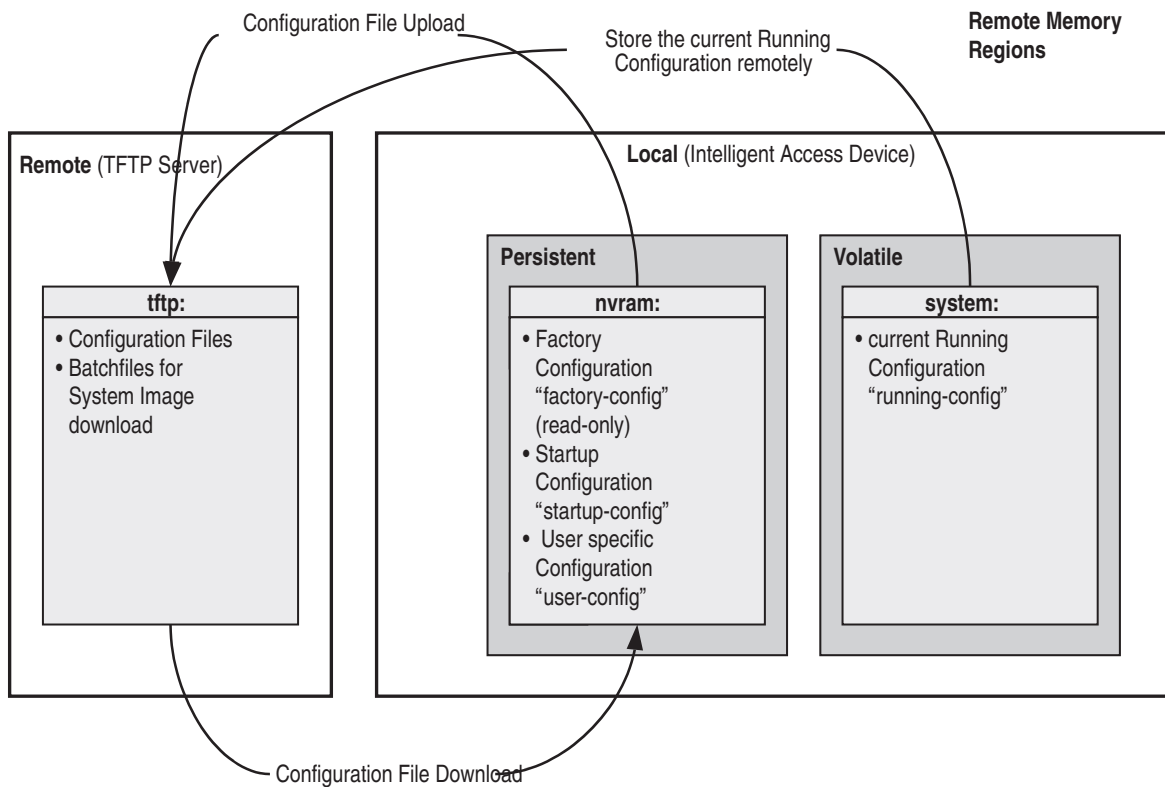 Configuration File Upload
Store the current Running
Configuration remotely
Remote Memory
Regions
Remote (TFTP Server)
Local (Intelligent Access Device)
Persistent
Volatile
tftp:
• Configuration Files
• Batchfiles for
System Image
download
nvram:
• Factory
Configuration
“factory-config”
(read-only)
• Startup
Configuration
“startup-config”
• User specific
Configuration
“user-config”
system:
• current Running
Configuration
“running-config”
Configuration File Download